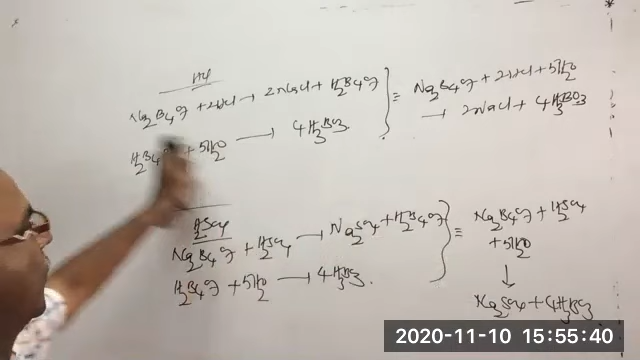 HCl
Na2B4O7 + 2HCl → 2NaCl + H2B4O7
H2B4O7 + 5H2O → 4H3BO3.
≡ Na2B4O7 + 2HCl + 5H2O
→ 2NaCl + 4H3BO3
H2SO4
Na2B4O7 + H2SO4 → Na2SO4 + H2B4O7
H2B4O7 + 5H2O → 4H3BO3.
≡ Na2B4O7 + H2SO4
+ 5H2O
↓
Na2SO4 + 4H3BO3
2020-11-10 15:55:40